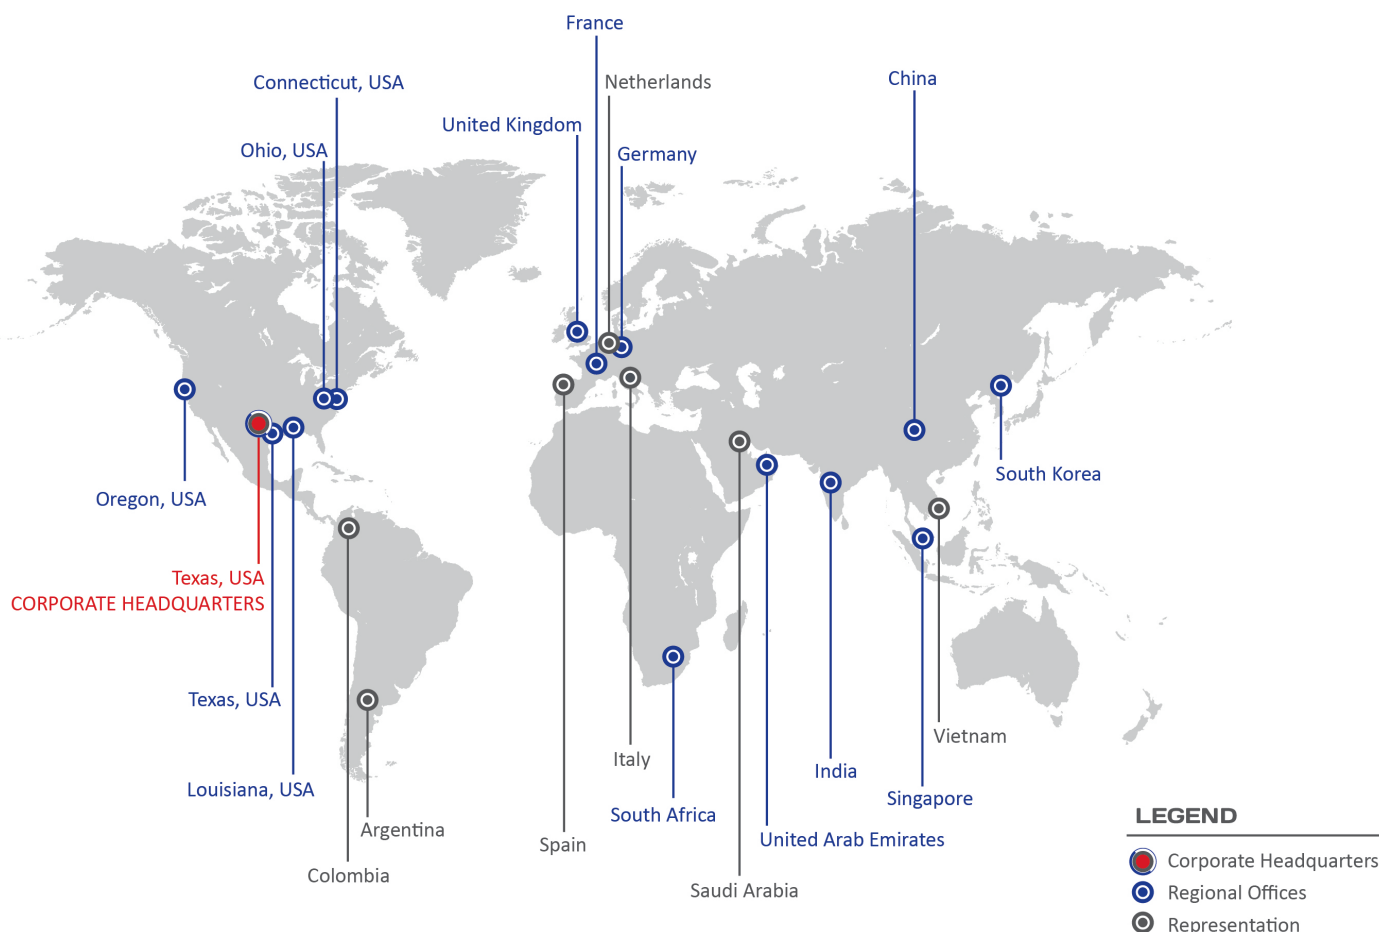 France
Connecticut, USA
Netherlands
China
United Kingdom
Ohio, USA
Germany
South Korea
Oregon, USA
Texas, USA
CORPORATE HEADQUARTERS
Texas, USA
Vietnam
Italy
India
Louisiana, USA
Singapore
South Africa
LEGEND
Argentina
United Arab Emirates
Spain
Corporate Headquarters
Colombia
Saudi Arabia
Regional Offices
Representation